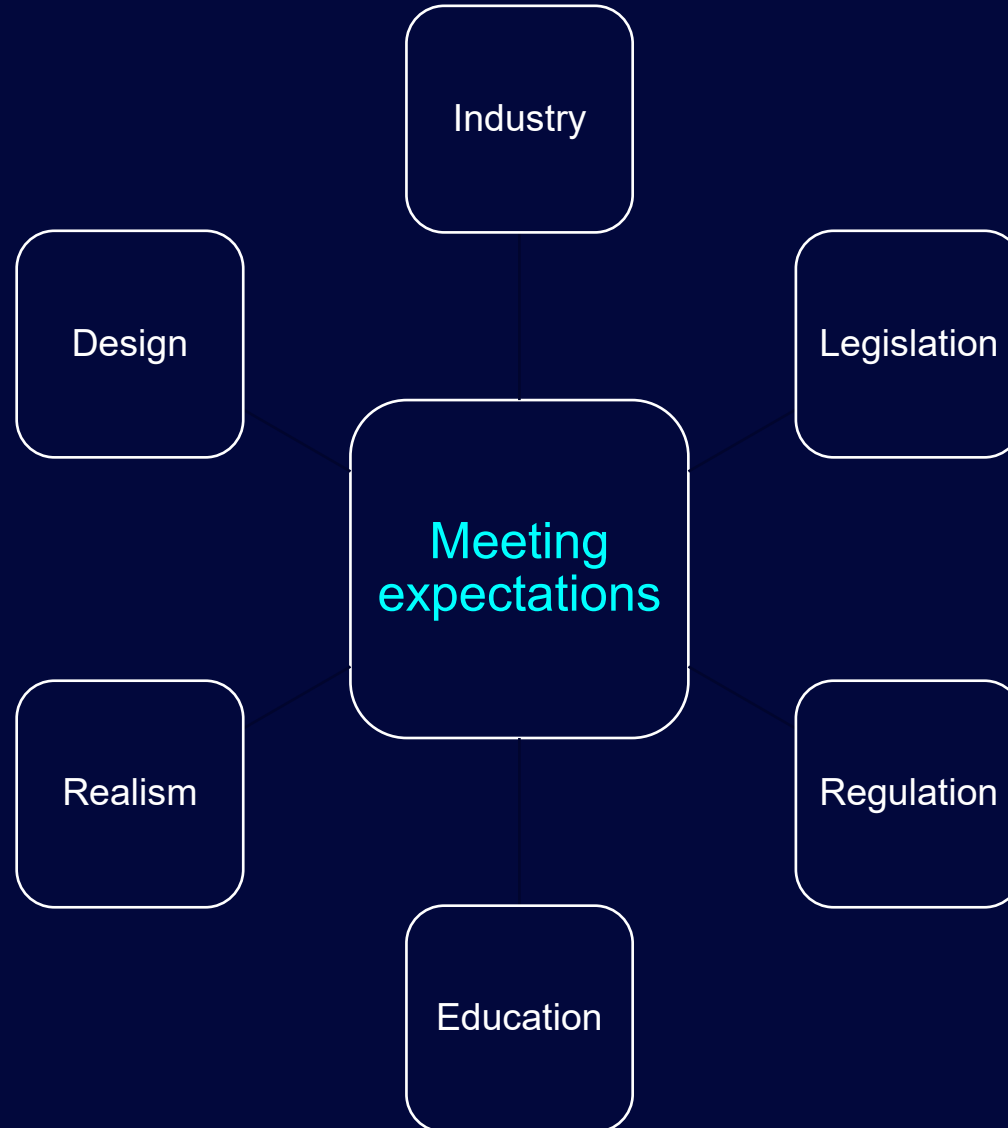 Industry
Design
Legislation
Meeting
expectations
Realism
Regulation
Education